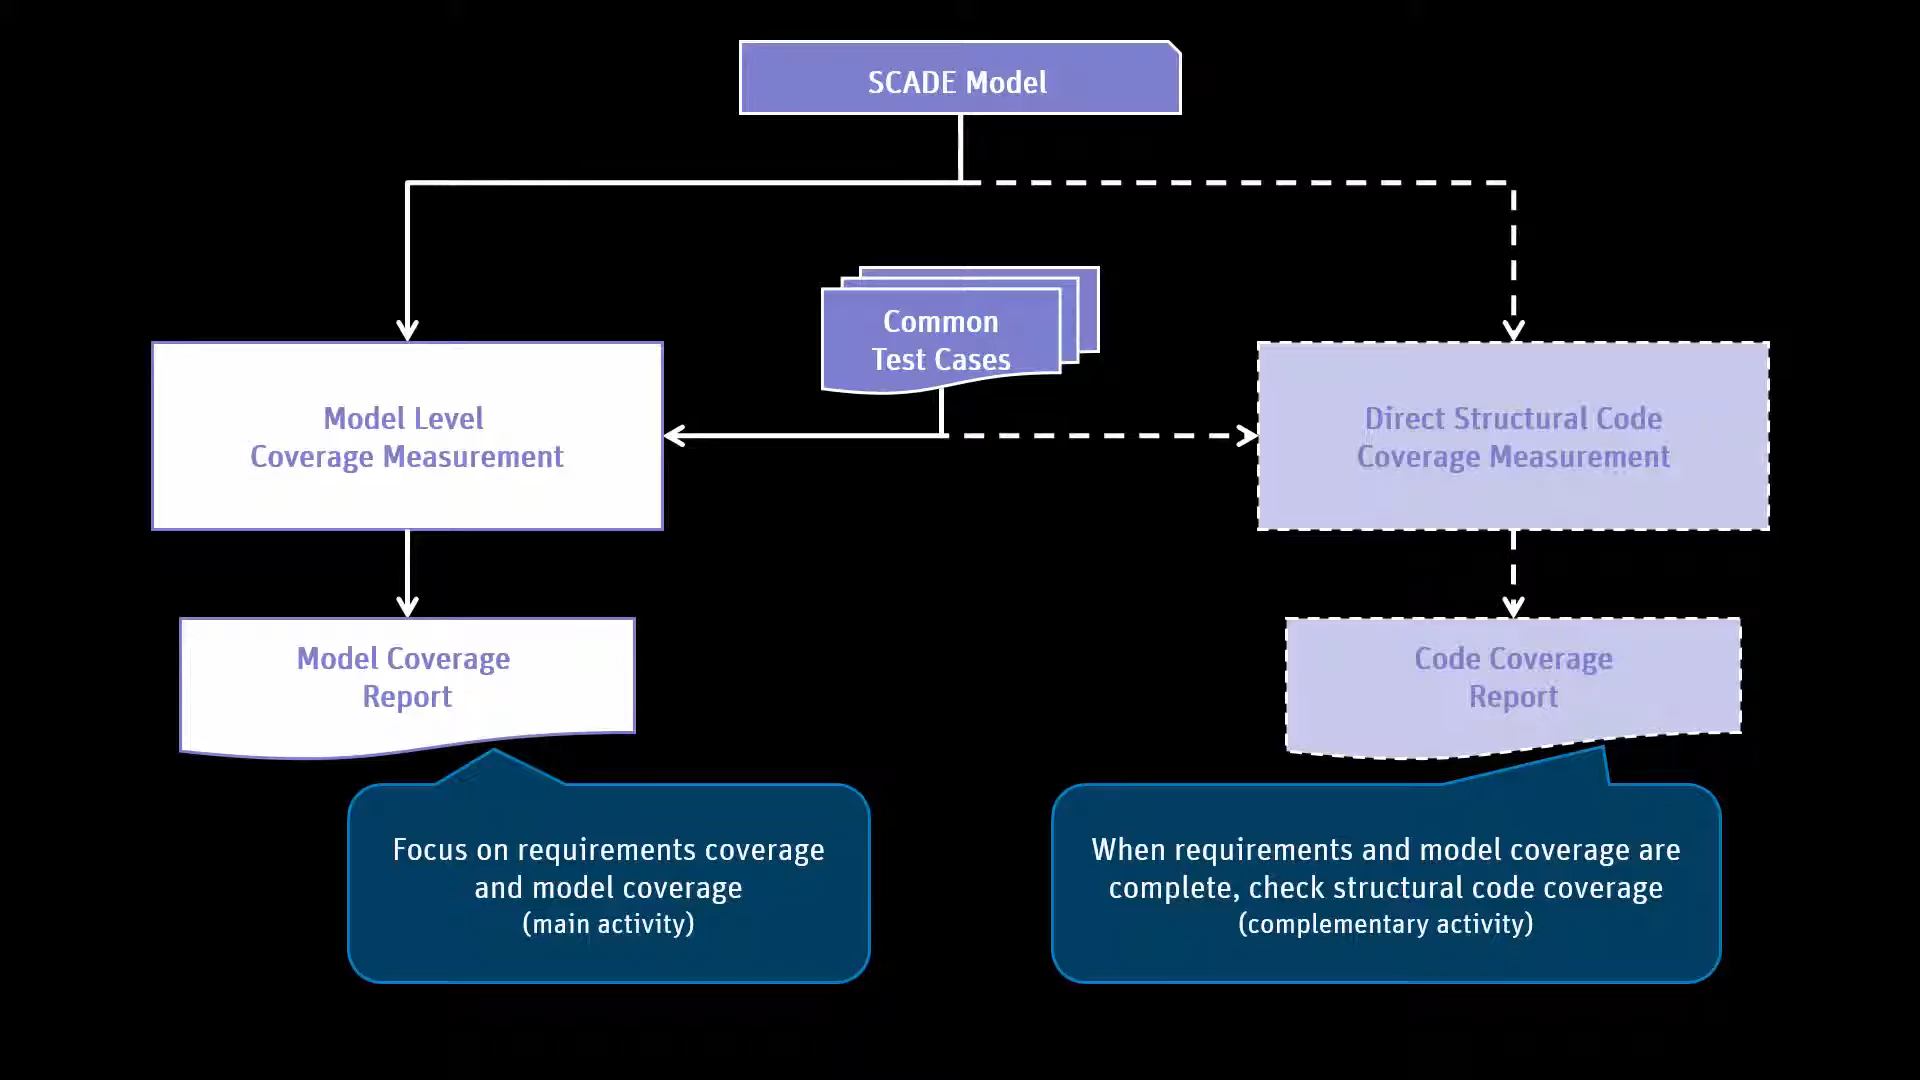 SCADE Model
Common
Test Cases
Model Level
Coverage Measurement
Direct Structural Code
Coverage Measurement
Model Coverage
Report
Code Coverage
Report
Focus on requirements coverage
and model coverage
(main activity)
When requirements and model coverage are
complete, check structural code coverage
(complementary activity)